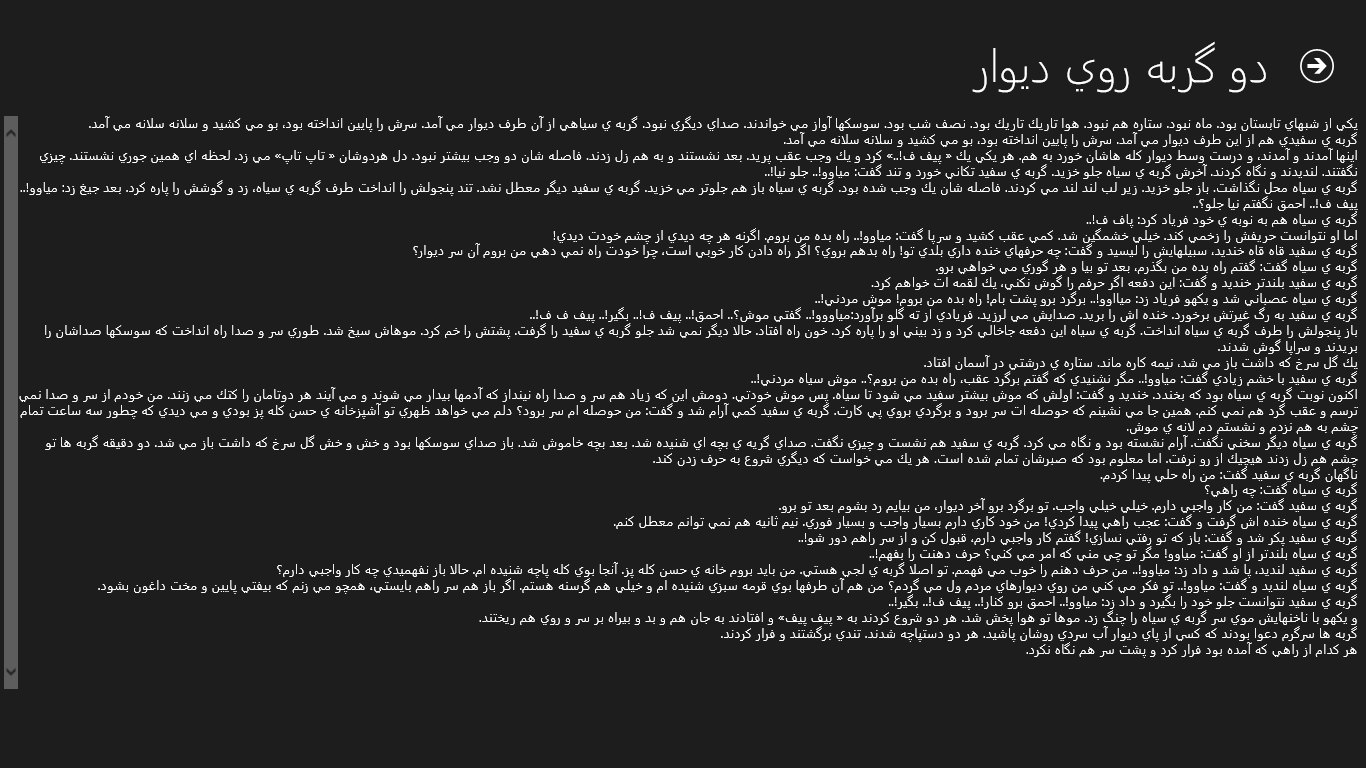 دو گربه روي ديوار
يكي از شبهاي تابستان بود. ماه نبود. ستاره هم نبود. هوا تاريك تاريك بود. نصف شب بود. سوسكها آواز مي خواندند. صداي ديگري نبود. گربه ي سياهي از آن طرف ديوار مي آمد. سرش را پايين انداخته بود، بو مي كشيد و سلانه سلانه مي آمد.
گربه ي سفيدي هم از اين طرف ديوار مي آمد. سرش را پايين انداخته بود، بو مي كشيد و سلانه سلانه مي آمد.
اينها آمدند و آمدند، و درست وسط ديوار كله هاشان خورد به هم. هر يكي يك « پيف ف!..» كرد و يك وجب عقب پريد. بعد نشستند و به هم زل زدند. فاصله شان دو وجب بيشتر نبود. دل هردوشان « تاپ تاپ» مي زد. لحظه اي همين جوري نشستند. چيزي
نگفتند. لنديدند و نگاه كردند. آخرش گربه ي سياه جلو خزيد. گربه ي سفيد تكاني خورد و تند گفت: مياوو!.. جلو نيا!..
گربه ي سياه محل نگذاشت. باز جلو خزيد. زير لب لند لند مي كردند. فاصله شان يك وجب شده بود. گربه ي سياه باز هم جلوتر مي خزيد. گربه ي سفيد ديگر معطل نشد. تند پنجولش را انداخت طرف گربه ي سياه، زد و گوشش را پاره كرد. بعد جيغ زد: مياوو!..
پيف ف!.. احمق نگفتم نيا جلو؟..
گربه ي سياه هم به نوبه ي خود فرياد كرد: پاف ف!..
اما او نتوانست حريفش را زخمي كند. خيلي خشمگين شد. كمي عقب كشيد و سرپا گفت: مياوو!.. راه بده من بروم. اگرنه هر چه ديدي از چشم خودت ديدي!
گربه ي سفيد قاه قاه خنديد، سبيلهايش را ليسيد و گفت: چه حرفهاي خنده داري بلدي تو! راه بدهم بروي؟ اگر راه دادن كار خوبي است، چرا خودت راه نمي دهي من بروم آن سر ديوار؟
گربه ي سياه گفت: گفتم راه بده من بگذرم، بعد تو بيا و هر گوري مي خواهي برو.
گربه ي سفيد بلندتر خنديد و گفت: اين دفعه اگر حرفم را گوش نكني، يك لقمه ات خواهم كرد.
گربه ي سياه عصباني شد و يكهو فرياد زد: مياااوو!.. برگرد برو پشت بام! راه بده من بروم! موش مردني!..
گربه ي سفيد به رگ غيرتش برخورد. خنده اش را بريد. صدايش مي لرزيد. فريادي از ته گلو برآورد:مياووو!.. گفتي موش؟.. احمق!.. پيف ف!.. بگير!.. پيف ف ف!..
باز پنجولش را طرف گربه ي سياه انداخت. گربه ي سياه اين دفعه جاخالي كرد و زد بيني او را پاره كرد. خون راه افتاد. حالا ديگر نمي شد جلو گربه ي سفيد را گرفت. پشتش را خم كرد. موهاش سيخ شد. طوري سر و صدا راه انداخت كه سوسكها صداشان را
بريدند و سراپا گوش شدند.
يك گل سرخ كه داشت باز مي شد، نيمه كاره ماند. ستاره ي درشتي در آسمان افتاد.
گربه ي سفيد با خشم زيادي گفت: مياوو!.. مگر نشنيدي كه گفتم برگرد عقب، راه بده من بروم؟.. موش سياه مردني!..
اكنون نوبت گربه ي سياه بود كه بخندد. خنديد و گفت: اولش كه موش بيشتر سفيد مي شود تا سياه. پس موش خودتي. دومش اين كه زياد هم سر و صدا راه نينداز كه آدمها بيدار مي شوند و مي آيند هر دوتامان را كتك مي زنند. من خودم از سر و صدا نمي
ترسم و عقب گرد هم نمي كنم. همين جا مي نشينم كه حوصله ات سر برود و برگردي بروي پي كارت. گربه ي سفيد كمي آرام شد و گفت: من حوصله ام سر برود؟ دلم مي خواهد ظهري تو آشپزخانه ي حسن كله پز بودي و مي ديدي كه چطور سه ساعت تمام
چشم به هم نزدم و نشستم دم لانه ي موش.
گربه ي سياه ديگر سخني نگفت. آرام نشسته بود و نگاه مي كرد. گربه ي سفيد هم نشست و چيزي نگفت. صداي گربه ي بچه اي شنيده شد. بعد بچه خاموش شد. باز صداي سوسكها بود و خش و خش گل سرخ كه داشت باز مي شد. دو دقيقه گربه ها تو
چشم هم زل زدند هيچيك از رو نرفت. اما معلوم بود كه صبرشان تمام شده است. هر يك مي خواست كه ديگري شروع به حرف زدن كند.
ناگهان گربه ي سفيد گفت: من راه حلي پيدا كردم.
گربه ي سياه گفت: چه راهي؟
گربه ي سفيد گفت: من كار واجبي دارم. خيلي خيلي واجب. تو برگرد برو آخر ديوار، من بيايم رد بشوم بعد تو برو.
گربه ي سياه خنده اش گرفت و گفت: عجب راهي پيدا كردي! من خود كاري دارم بسيار واجب و بسيار فوري. نيم ثانيه هم نمي توانم معطل كنم.
گربه ي سفيد پكر شد و گفت: باز كه تو رفتي نسازي! گفتم كار واجبي دارم، قبول كن و از سر راهم دور شو!..
گربه ي سياه بلندتر از او گفت: مياوو! مگر تو چي مني كه امر مي كني؟ حرف دهنت را بفهم!..
گربه ي سفيد لنديد، پا شد و داد زد: مياوو!.. من حرف دهنم را خوب مي فهمم. تو اصلا گربه ي لجي هستي. من بايد بروم خانه ي حسن كله پز. آنجا بوي كله پاچه شنيده ام. حالا باز نفهميدي چه كار واجبي دارم؟
گربه ي سياه لنديد و گفت: مياوو!.. تو فكر مي كني من روي ديوارهاي مردم ول مي گردم؟ من هم آن طرفها بوي قرمه سبزي شنيده ام و خيلي هم گرسنه هستم. اگر باز هم سر راهم بايستي، همچو مي زنم كه بيفتي پايين و مخت داغون بشود.
گربه ي سفيد نتوانست جلو خود را بگيرد و داد زد: مياوو!.. احمق برو كنار!.. پيف ف!.. بگير!..
و يكهو با ناخنهايش موي سر گربه ي سياه را چنگ زد. موها تو هوا پخش شد. هر دو شروع كردند به « پيف پيف» و افتادند به جان هم و بد و بيراه بر سر و روي هم ريختند.
گربه ها سرگرم دعوا بودند كه كسي از پاي ديوار آب سردي روشان پاشيد. هر دو دستپاچه شدند. تندي برگشتند و فرار كردند.
هر كدام از راهي كه آمده بود فرار كرد و پشت سر هم نگاه نكرد.